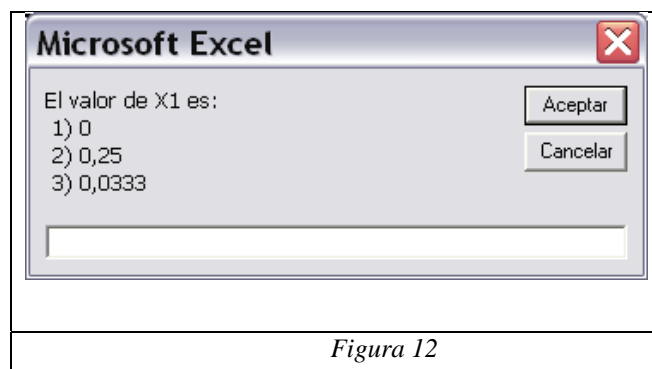 Microsoft Excel
El valor de X1 es:
1) 0
2) 0,25
3) 0,0333
Aceptar
Cancelar
Figura 12